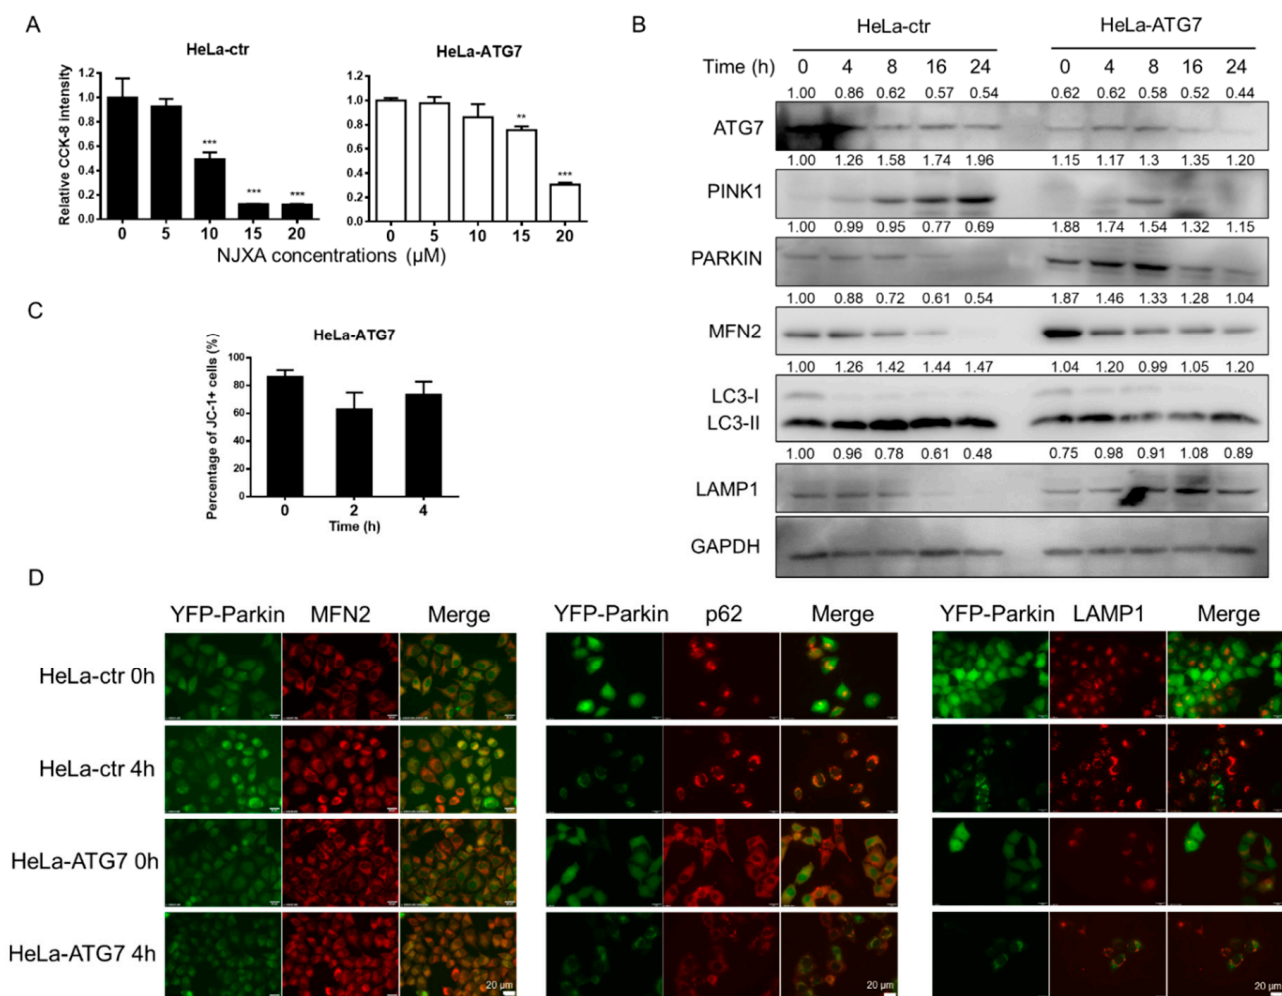 A
HeLa-ctr
HeLa-ATG7
Relative CCK-8 intensity
1.2
1.0
0.8
0.6
0.4
0.2
0.0
***
***
***
0 5 10 15 20
1.2
1.0
0.8
0.6
0.4
0.2
0.0
**
***
0 5 10 15 20
NJXA concentrations (µM)
B
HeLa-ctr HeLa-ATG7
Time (h) 0 4 8 16 24 0 4 8 16 24
1.00 0.86 0.62 0.57 0.54 0.62 0.62 0.58 0.52 0.44
ATG7
1.00 1.26 1.58 1.74 1.96 1.15 1.17 1.3 1.35 1.20
PINK1
1.00 0.99 0.95 0.77 0.69 1.88 1.74 1.54 1.32 1.15
PARKIN
1.00 0.88 0.72 0.61 0.54 1.87 1.46 1.33 1.28 1.04
MFN2
1.00 1.26 1.42 1.44 1.47 1.04 1.20 0.99 1.05 1.20
LC3-I
LC3-II
1.00 0.96 0.78 0.61 0.48 0.75 0.98 0.91 1.08 0.89
LAMP1
GAPDH
C
HeLa-ATG7
Percentage of JC-1+ cells (%)
100
80
60
40
20
0
0 2 4
Time (h)
D
YFP-Parkin MFN2 Merge YFP-Parkin p62 Merge YFP-Parkin LAMP1 Merge
HeLa-ctr 0h
HeLa-ctr 4h
HeLa-ATG7 0h
HeLa-ATG7 4h
20 µm 20 µm 20 µm